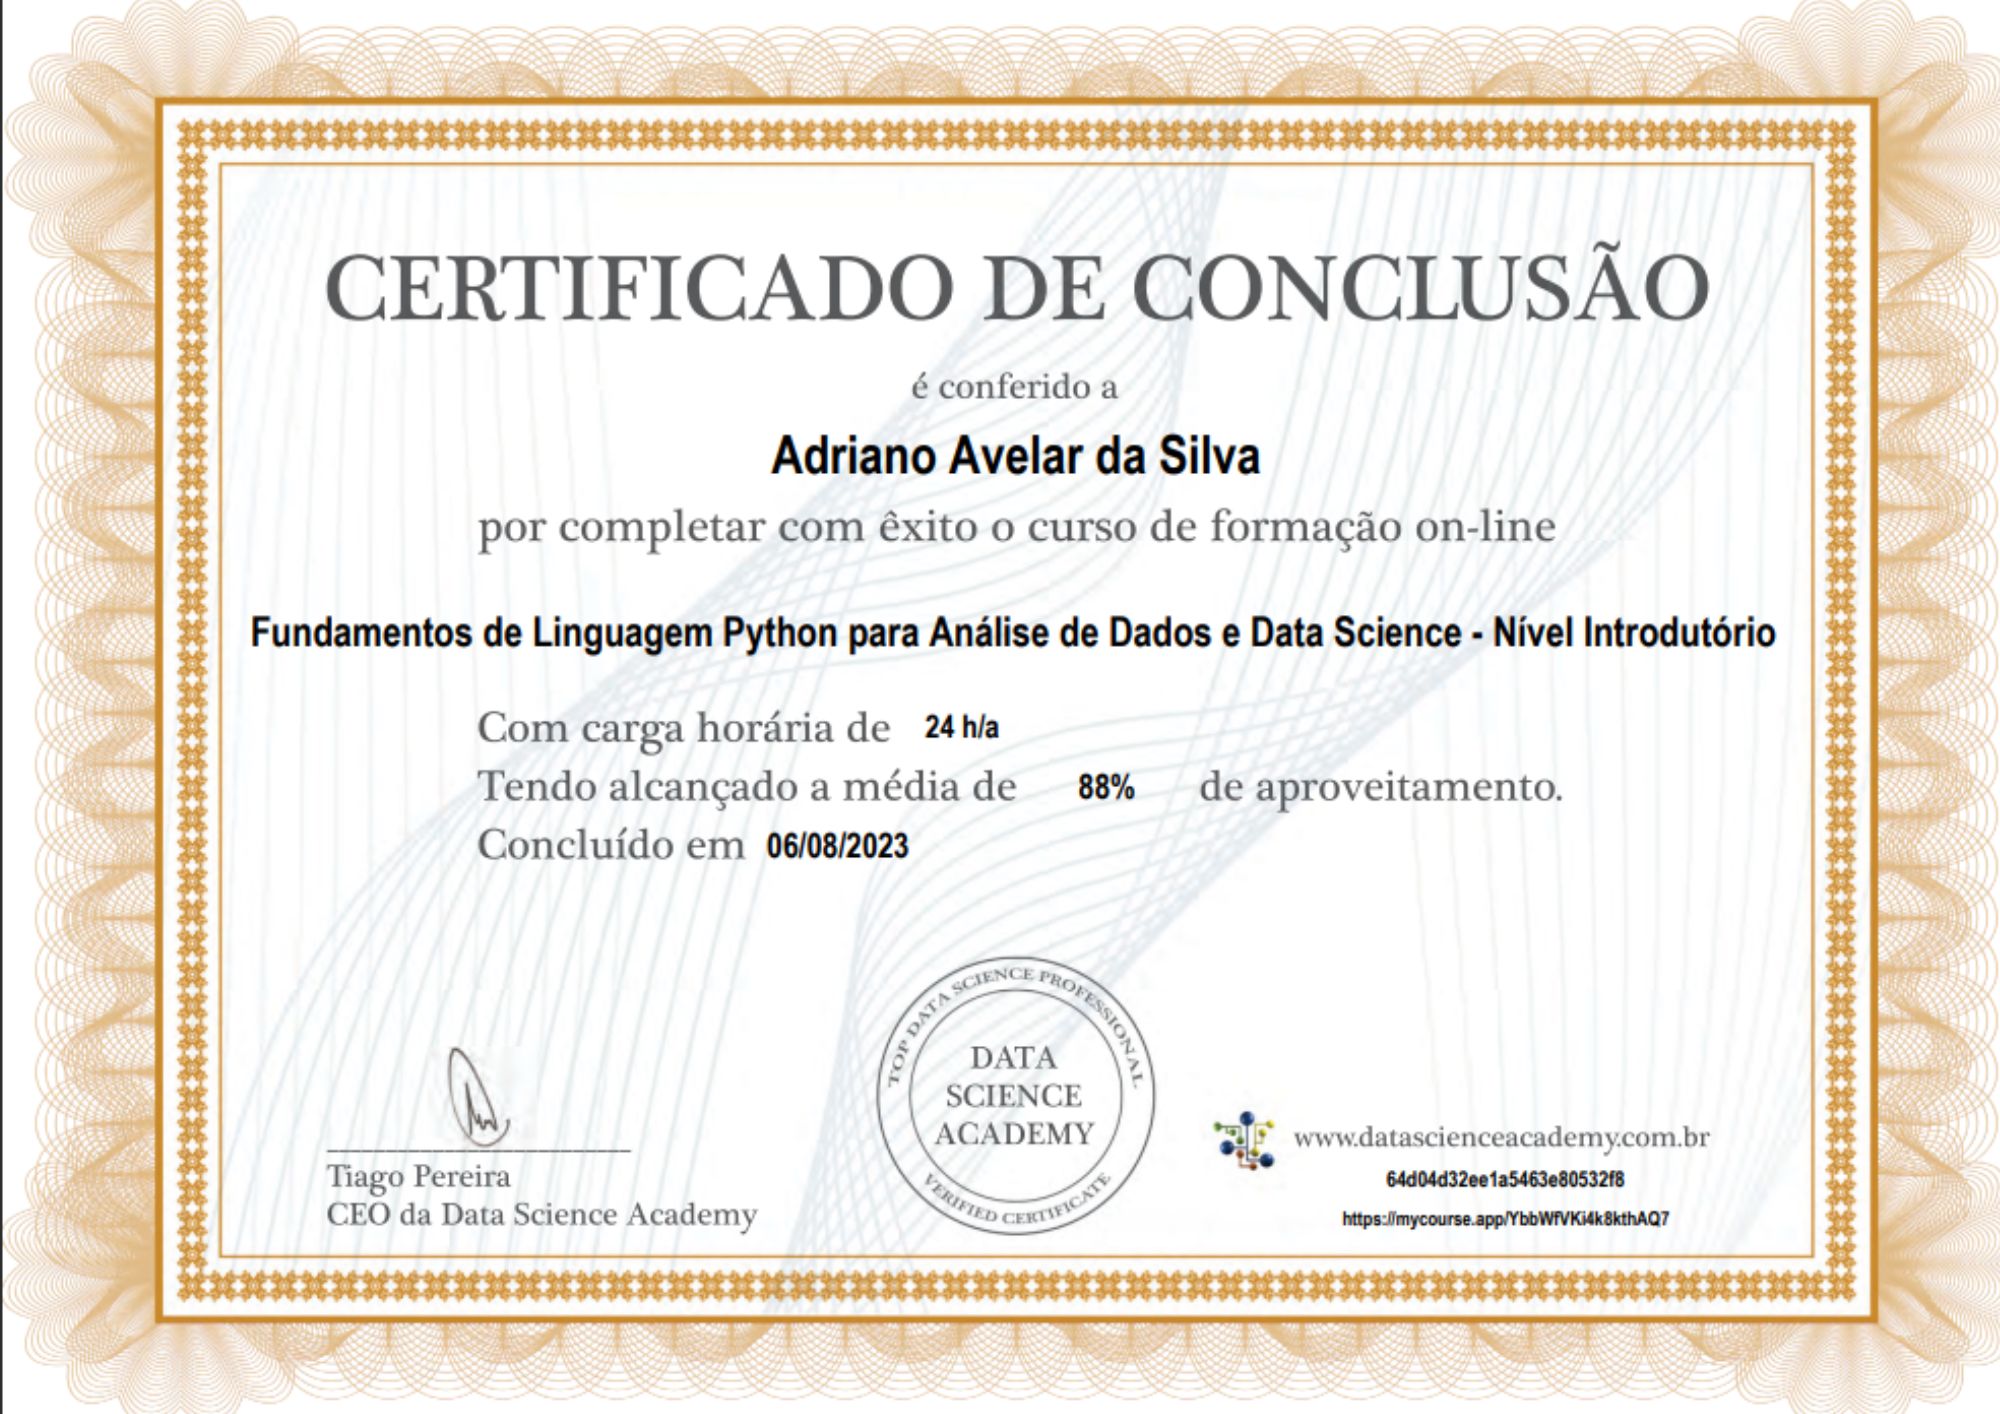 CERTIFICADO DE CONCLUSÃO
é conferido a
Adriano Avelar da Silva
por completar com êxito o curso de formação on-line
Fundamentos de Linguagem Python para Análise de Dados e Data Science - Nível Introdutório
Com carga horária de 24 h/a
Tendo alcançado a média de 88% de aproveitamento.
Concluído em 06/08/2023
Tiago Pereira
CEO da Data Science Academy
TOP DATA SCIENCE PROFESSIONAL
DATA
SCIENCE
ACADEMY
VERIFIED CERTIFICATE
www.datascienceacademy.com.br
64d04d32ee1a5463e80532f8
https://mycourse.app/YbbWfVKi4k8kthAQ7